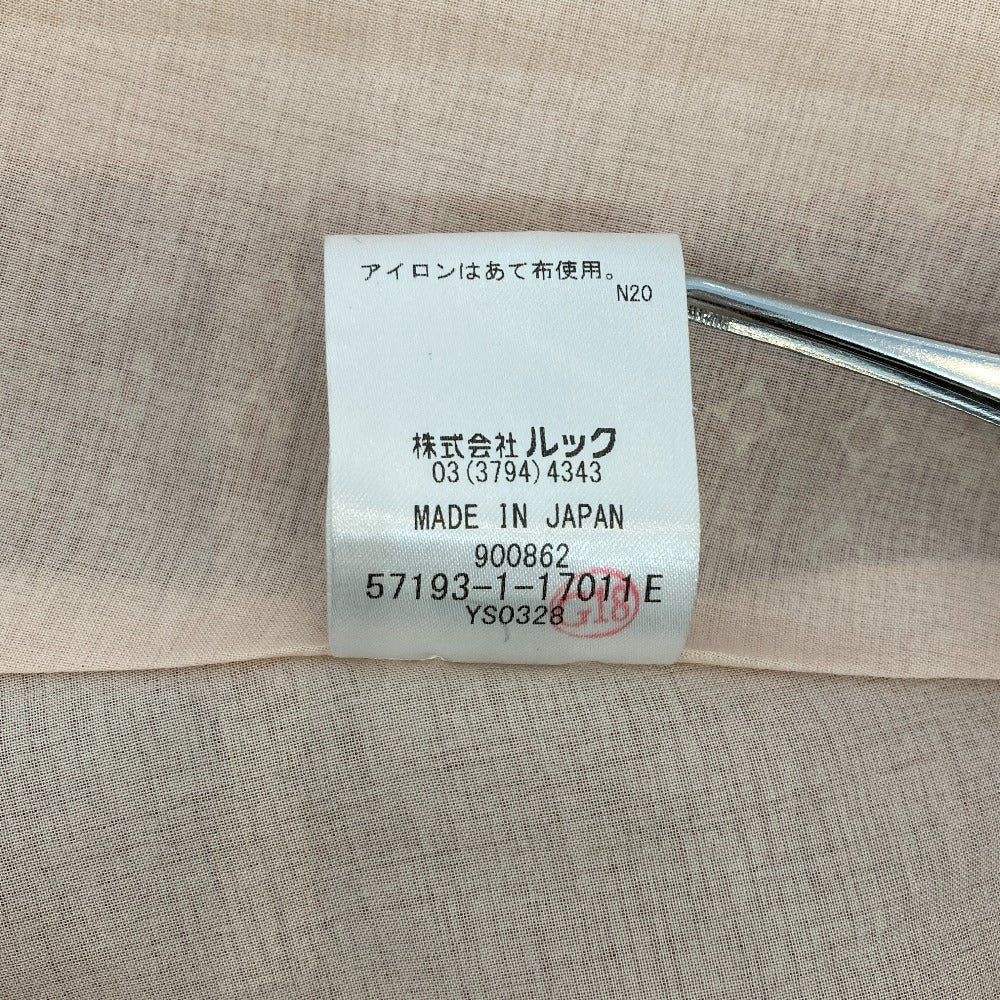 アイロンはあて布使用。
N20
株式会社ルック
03(3794)4343
MADE IN JAPAN
900862
57193-1-17011E
YS0328
G18